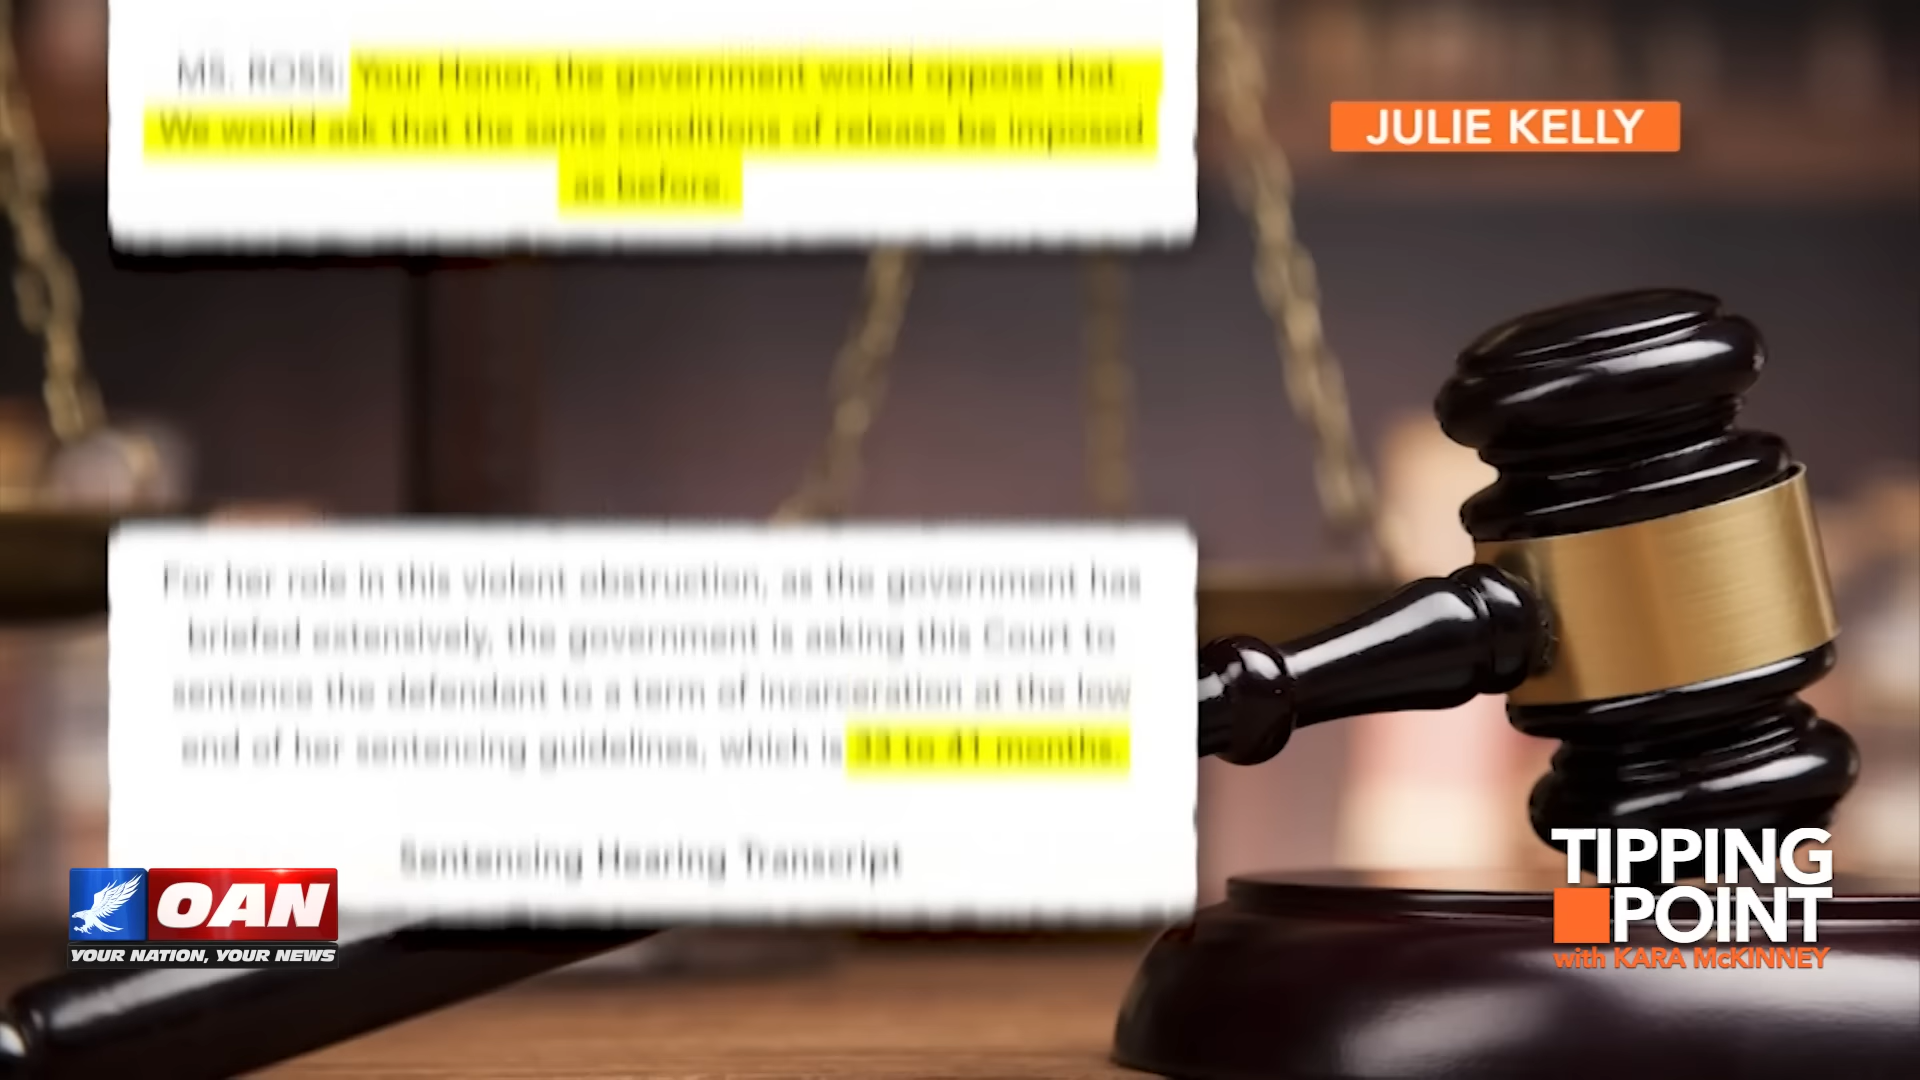 MS. ROSS: Your Honor, the government would oppose that.
We would ask that the same conditions of release be imposed
as before.
JULIE KELLY
For her role in this violent obstruction, as the government has
briefed extensively, the government is asking this Court to
sentence the defendant to a term of incarceration at the low
end of her sentencing guidelines, which is 33 to 41 months.
Sentencing Hearing Transcript
OAN
YOUR NATION, YOUR NEWS
TIPPING
POINT
with KARA McKINNEY